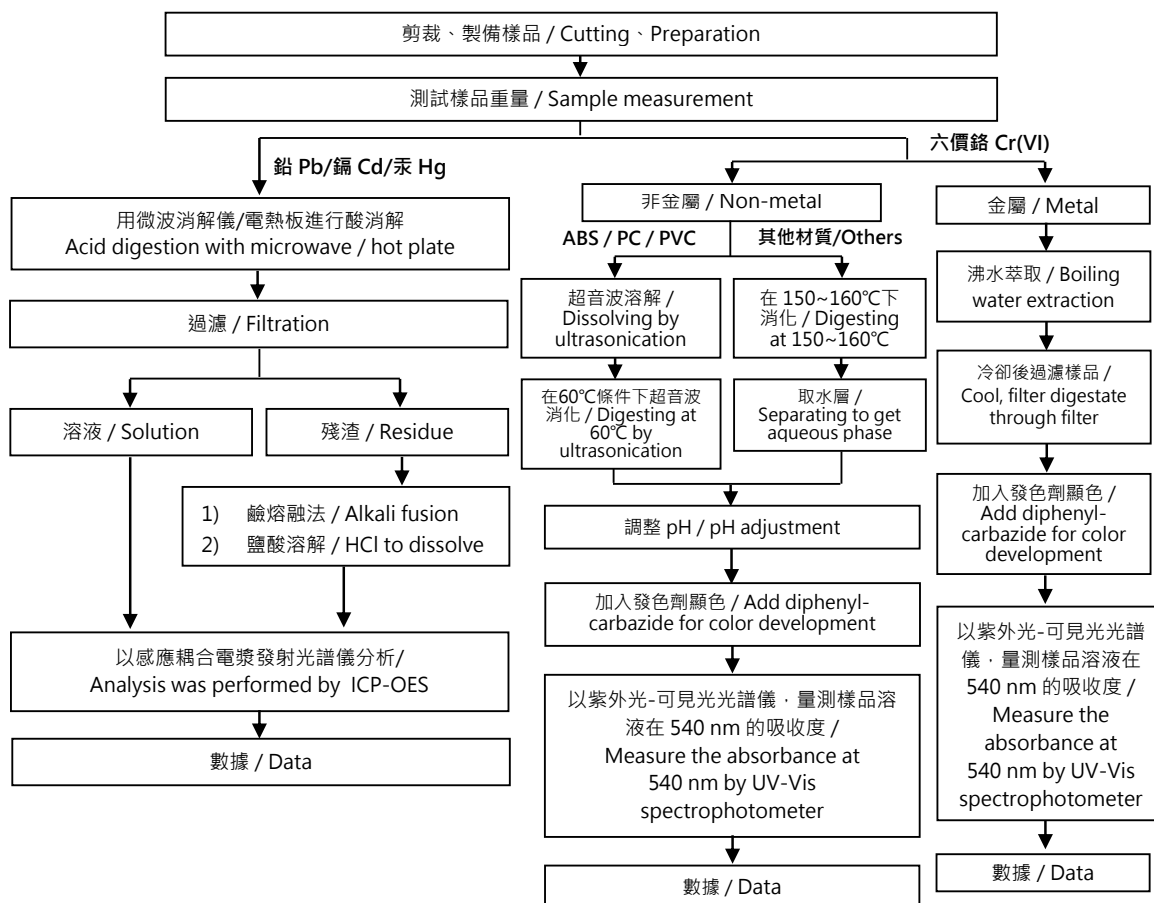 剪裁、製備樣品 / Cutting、Preparation
測試樣品重量 / Sample measurement
鉛 Pb/鎘 Cd/汞 Hg
用微波消解儀/電熱板進行酸消解
Acid digestion with microwave / hot plate
過濾 / Filtration
溶液 / Solution
殘渣 / Residue
1) 鹼熔融法 / Alkali fusion
2) 鹽酸溶解 / HCl to dissolve
以感應耦合電漿發射光譜儀分析/
Analysis was performed by ICP-OES
數據 / Data
六價鉻 Cr(VI)
非金屬 / Non-metal
ABS / PC / PVC
超音波溶解 /
Dissolving by
ultrasonication
在60℃條件下超音波
消化 / Digesting at
60℃ by
ultrasonication
其他材質/Others
在 150~160℃下
消化 / Digesting
at 150~160℃
取水層 /
Separating to get
aqueous phase
調整 pH / pH adjustment
加入發色劑顯色 / Add diphenyl-
carbazide for color development
以紫外光-可見光光譜儀，量測樣品溶
液在 540 nm 的吸收度 /
Measure the absorbance at
540 nm by UV-Vis
spectrophotometer
數據 / Data
金屬 / Metal
沸水萃取 / Boiling
water extraction
冷卻後過濾樣品 /
Cool, filter digestate
through filter
加入發色劑顯色 /
Add diphenyl-
carbazide for color
development
以紫外光-可見光光譜
儀，量測樣品溶液在
540 nm 的吸收度 /
Measure the
absorbance at
540 nm by UV-Vis
spectrophotometer
數據 / Data